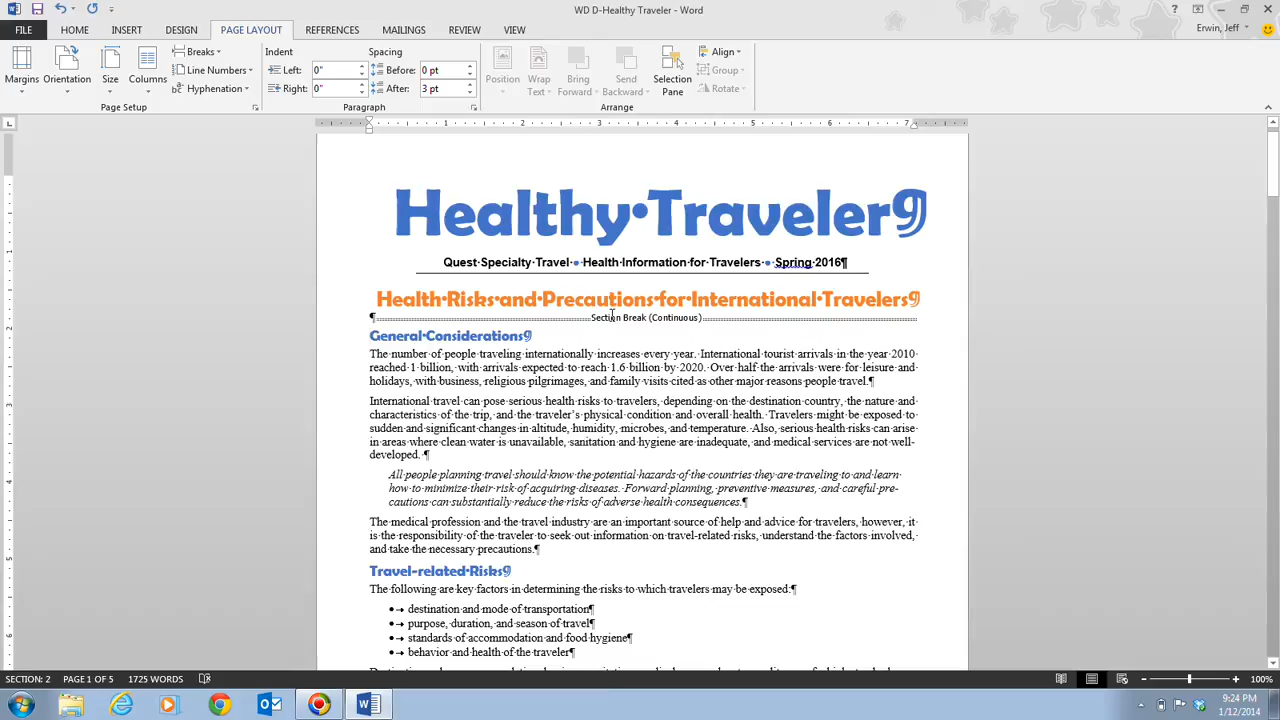 WD D-Healthy Traveler - Word
Erwin, Jeff
FILE HOME INSERT DESIGN PAGE LAYOUT REFERENCES MAILINGS REVIEW VIEW
Margins Orientation Size Columns
Breaks
Line Numbers
Hyphenation
Page Setup
Indent
Left: 0"
Right: 0"
Spacing
Before: 0 pt
After: 3 pt
Paragraph
Position Wrap Text Bring Forward Send Backward Selection Pane
Align
Group
Rotate
Arrange
1 2 3 4 5 6 7
Healthy·Traveler¶
Quest·Specialty·Travel·●·Health·Information·for·Travelers·●·Spring·2016¶
Health·Risks·and·Precautions·for·International·Travelers¶
¶ Section Break (Continuous)
General·Considerations¶
The·number·of·people·traveling·internationally·increases·every·year.·International·tourist·arrivals·in·the·year·2010·
reached·1·billion,·with·arrivals·expected·to·reach·1.6·billion·by·2020.·Over·half·the·arrivals·were·for·leisure·and·
holidays,·with·business,·religious·pilgrimages,·and·family·visits·cited·as·other·major·reasons·people·travel.¶
International·travel·can·pose·serious·health·risks·to·travelers,·depending·on·the·destination·country,·the·nature·and·
characteristics·of·the·trip,·and·the·traveler's·physical·condition·and·overall·health.·Travelers·might·be·exposed·to·
sudden·and·significant·changes·in·altitude,·humidity,·microbes,·and·temperature.·Also,·serious·health·risks·can·arise·
in·areas·where·clean·water·is·unavailable,·sanitation·and·hygiene·are·inadequate,·and·medical·services·are·not·well-
developed.·¶
All·people·planning·travel·should·know·the·potential·hazards·of·the·countries·they·are·traveling·to·and·learn·
how·to·minimize·their·risk·of·acquiring·diseases.·Forward·planning,·preventive·measures,·and·careful·pre-
cautions·can·substantially·reduce·the·risks·of·adverse·health·consequences.¶
The·medical·profession·and·the·travel·industry·are·an·important·source·of·help·and·advice·for·travelers,·however,·it·
is·the·responsibility·of·the·traveler·to·seek·out·information·on·travel-related·risks,·understand·the·factors·involved,·
and·take·the·necessary·precautions.¶
Travel-related·Risks¶
The·following·are·key·factors·in·determining·the·risks·to·which·travelers·may·be·exposed:¶
•→destination·and·mode·of·transportation¶
•→purpose,·duration,·and·season·of·travel¶
•→standards·of·accommodation·and·food·hygiene¶
•→behavior·and·health·of·the·traveler¶
SECTION: 2 PAGE 1 OF 5 1725 WORDS 100%
9:24 PM
1/12/2014